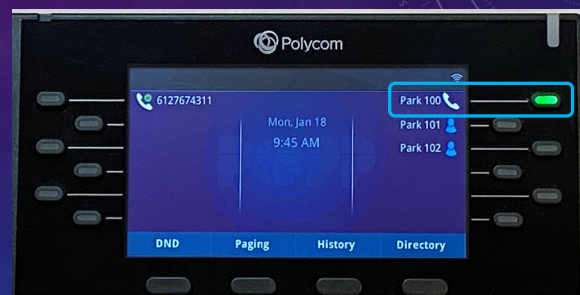 Polycom
6127674311
Park 100
Mon, Jan 18
Park 101
9:45 AM
Park 102
DND Paging History Directory